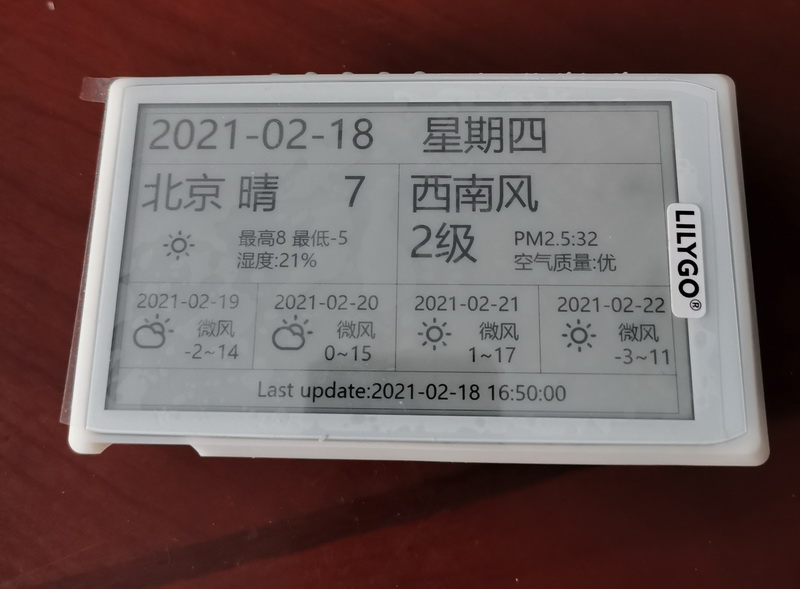 2021-02-18 星期四
北京 晴 7
最高8 最低-5
湿度:21%
西南风
2级
PM2.5:32
空气质量:优
2021-02-19
微风
-2~14
2021-02-20
微风
0~15
2021-02-21
微风
1~17
2021-02-22
微风
-3~11
Last update:2021-02-18 16:50:00
LILYGO®